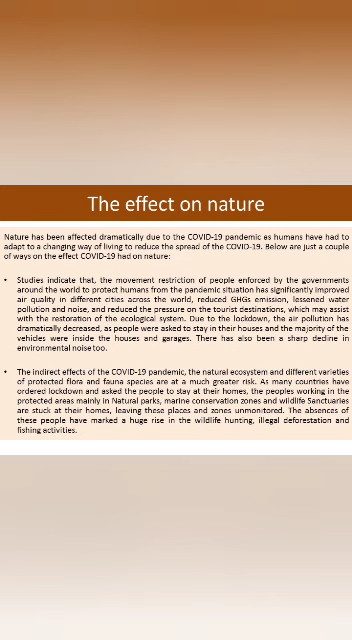 The effect on nature
Nature has been affected dramatically due to the COVID-19 pandemic as humans have had to
adapt to a changing way of living to reduce the spread of the COVID-19. Below are just a couple
of ways on the effect COVID-19 had on nature:
• Studies indicate that, the movement restriction of people enforced by the governments
around the world to protect humans from the pandemic situation has significantly improved
air quality in different cities across the world, reduced GHGs emission, lessened water
pollution and noise, and reduced the pressure on the tourist destinations, which may assist
with the restoration of the ecological system. Due to the lockdown, the air pollution has
dramatically decreased, as people were asked to stay in their houses and the majority of the
vehicles were inside the houses and garages. There has also been a sharp decline in
environmental noise too.
• The indirect effects of the COVID-19 pandemic, the natural ecosystem and different varieties
of protected flora and fauna species are at a much greater risk. As many countries have
ordered lockdown and asked the people to stay at their homes, the peoples working in the
protected areas mainly in Natural parks, marine conservation zones and wildlife Sanctuaries
are stuck at their homes, leaving these places and zones unmonitored. The absences of
these people have marked a huge rise in the wildlife hunting, illegal deforestation and
fishing activities.